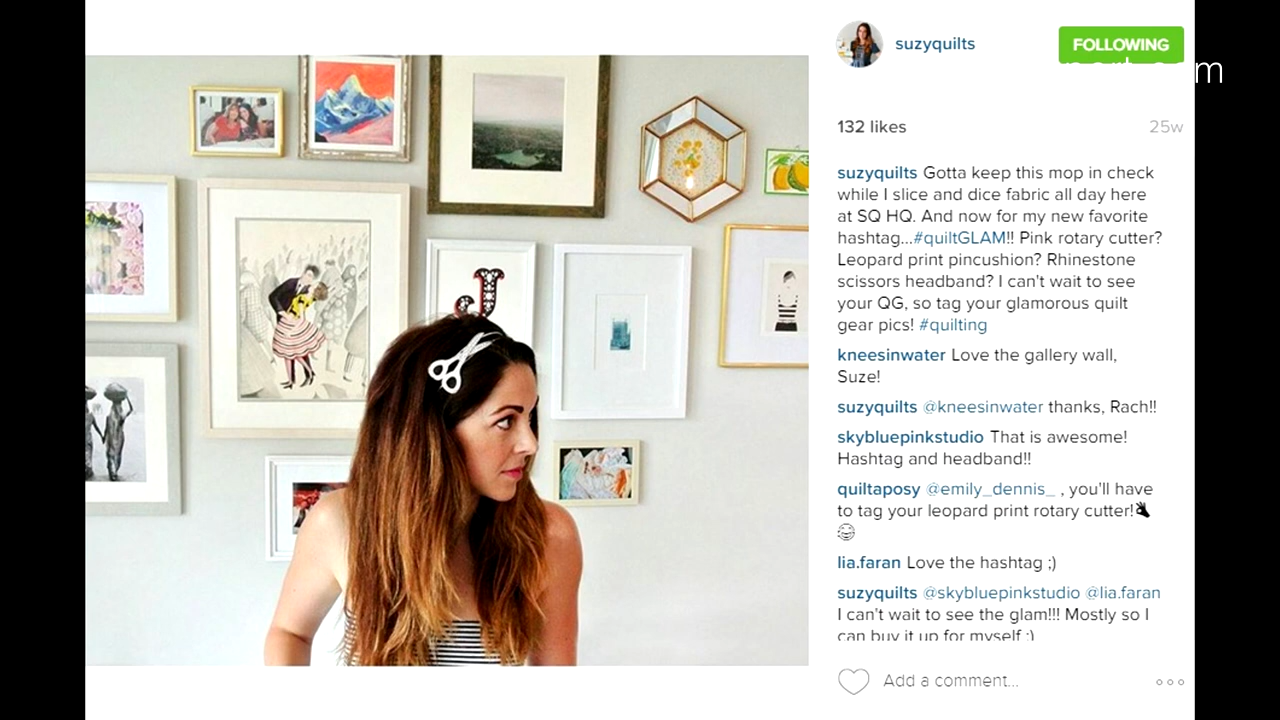 suzyquilts
FOLLOWING
132 likes
25w
suzyquilts Gotta keep this mop in check
while I slice and dice fabric all day here
at SQ HQ. And now for my new favorite
hashtag...#quiltGLAM!! Pink rotary cutter?
Leopard print pincushion? Rhinestone
scissors headband? I can't wait to see
your QG, so tag your glamorous quilt
gear pics! #quilting
kneesinwater Love the gallery wall,
Suze!
suzyquilts @kneesinwater thanks, Rach!!
skybluepinkstudio That is awesome!
Hashtag and headband!!
quiltaposy @emily_dennis_ , you'll have
to tag your leopard print rotary cutter!👌
😂
lia.faran Love the hashtag ;)
suzyquilts @skybluepinkstudio @lia.faran
I can't wait to see the glam!!! Mostly so I
can buy it up for myself ;)
Add a comment...
J